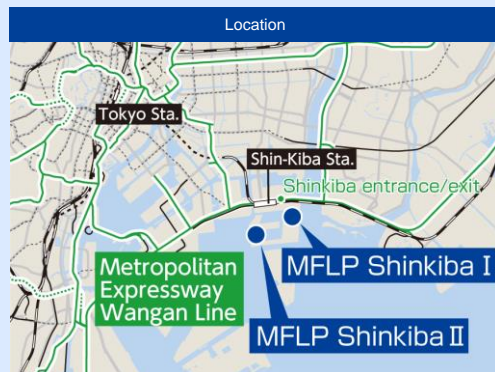 Location
Tokyo Sta.
Shin-Kiba Sta.
Shinkiba entrance/exit
MFLP Shinkiba Ⅰ
Metropolitan
Expressway
Wangan Line
MFLP Shinkiba Ⅱ